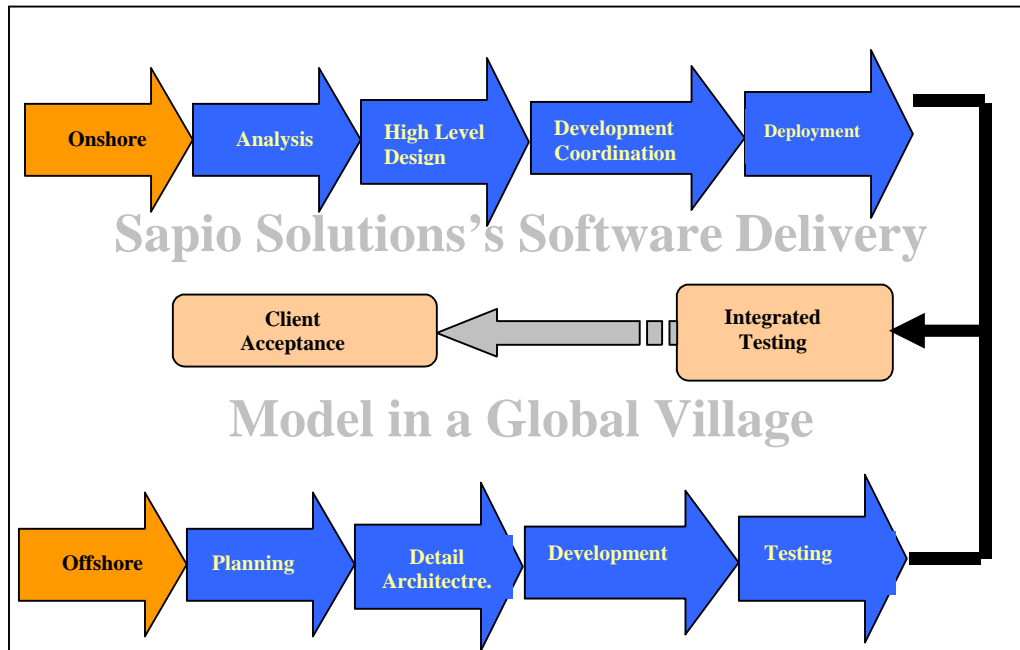 Onshore
Analysis
High Level
Design
Development
Coordination
Deployment
Sapio Solutions's Software Delivery
Client
Acceptance
Integrated
Testing
Model in a Global Village
Offshore
Planning
Detail
Architectre.
Development
Testing